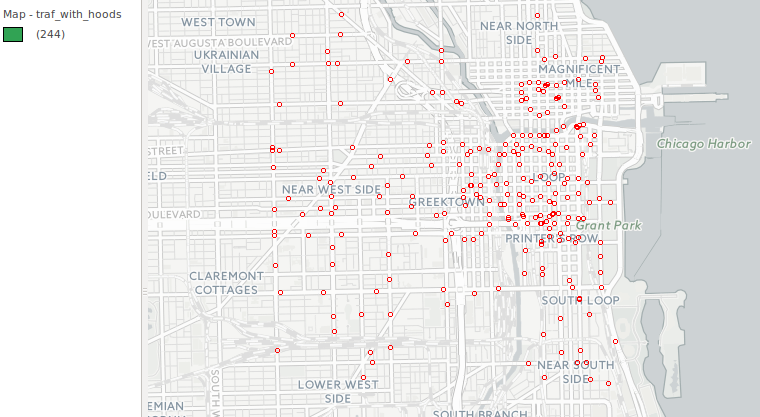 Map - traf_with_hoods
(244)
WEST TOWN
NEAR NORTH
SIDE
WEST AUGUSTA BOULEVARD
UKRAINIAN
VILLAGE
MAGNIFICENT
MILE
Chicago Harbor
STREET
ELD
NEAR WEST SIDE
OOP
GREEKTOWN
OULEVARD
Grant Park
PRINTER'S ROW
CLAREMONT
COTTAGES
SOUTH LOOP
NEAR SOUTH
SIDE
LOWER WEST
SIDE
SOUTH W
EMIAN
SOUTH BRANCH